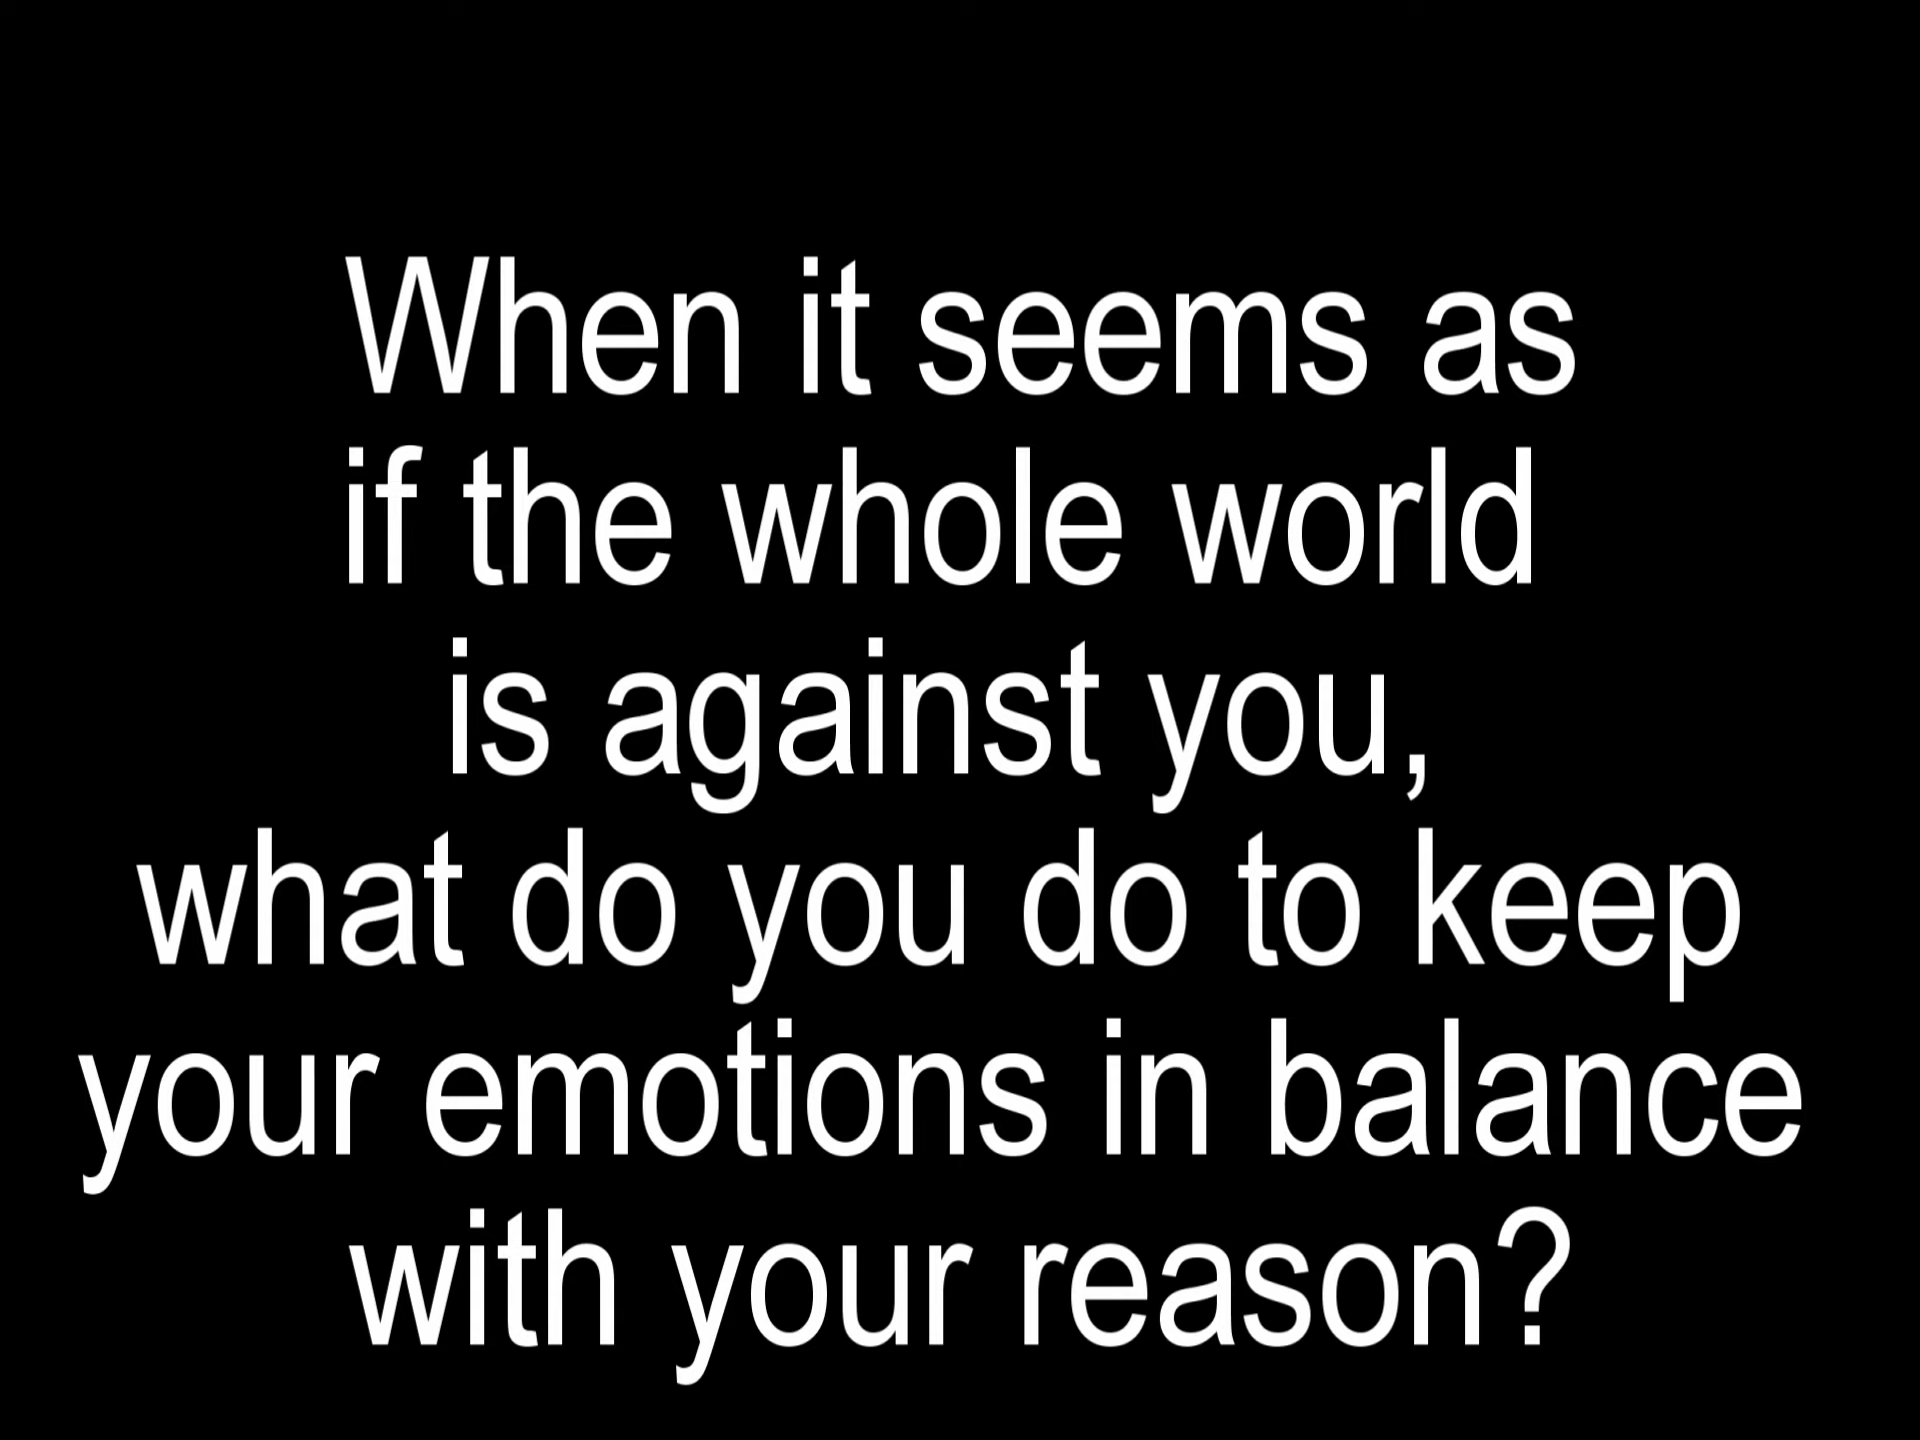 When it seems as
if the whole world
is against you,
what do you do to keep
your emotions in balance
with your reason?